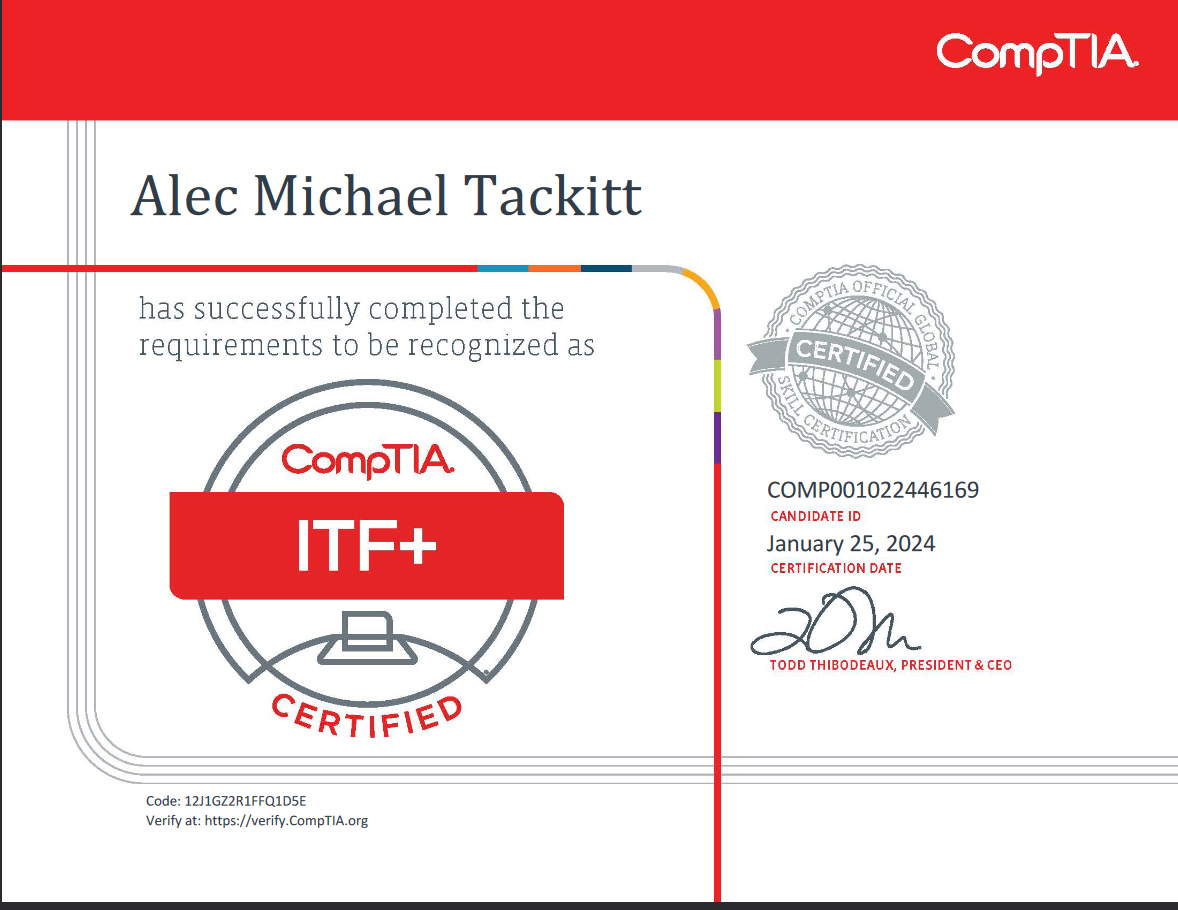 CompTIA.
Alec Michael Tackitt
has successfully completed the
requirements to be recognized as
CompTIA.
ITF+
CERTIFIED
COMPTIA OFFICIAL GLOBAL
CERTIFIED
SKILL CERTIFICATION
COMP001022446169
CANDIDATE ID
January 25, 2024
CERTIFICATION DATE
TODD THIBODEAUX, PRESIDENT & CEO
Code: 12J1GZ2R1FFQ1D5E
Verify at: https://verify.CompTIA.org